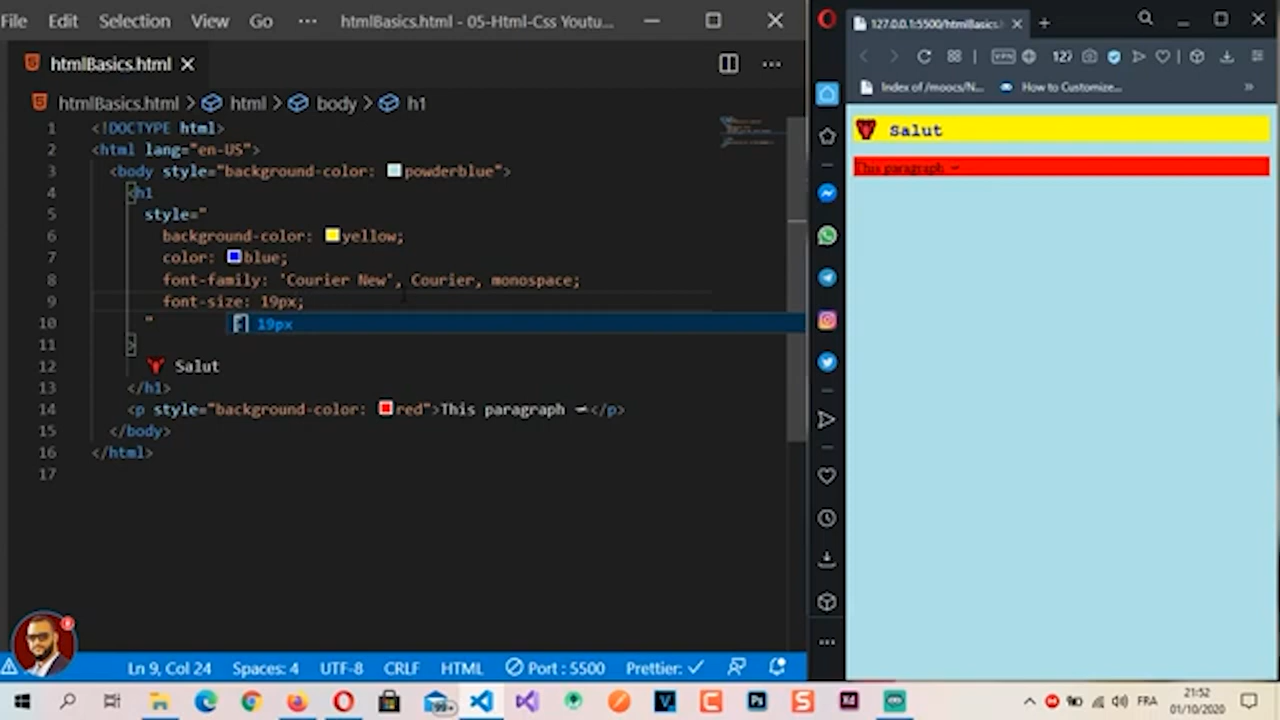 File Edit Selection View Go ··· htmlBasics.html - 05-Html-Css Youtu...
htmlBasics.html
htmlBasics.html > html > body > h1
1 <!DOCTYPE html>
2 <html lang="en-US">
3 <body style="background-color: powderblue">
4 <h1
5 style="
6 background-color: yellow;
7 color: blue;
8 font-family: 'Courier New', Courier, monospace;
9 font-size: 19px;
10 "
19px
11 >
12 Salut
13 </h1>
14 <p style="background-color: red">This paragraph </p>
15 </body>
16 </html>
17
Ln 9, Col 24 Spaces: 4 UTF-8 CRLF HTML Port : 5500 Prettier: ✓
127.0.0.1:5500/htmlBasics.
VPN 127
Index of /moocs/N... How to Customize... »
Salut
This paragraph
99+ FRA 21:52
01/10/2020